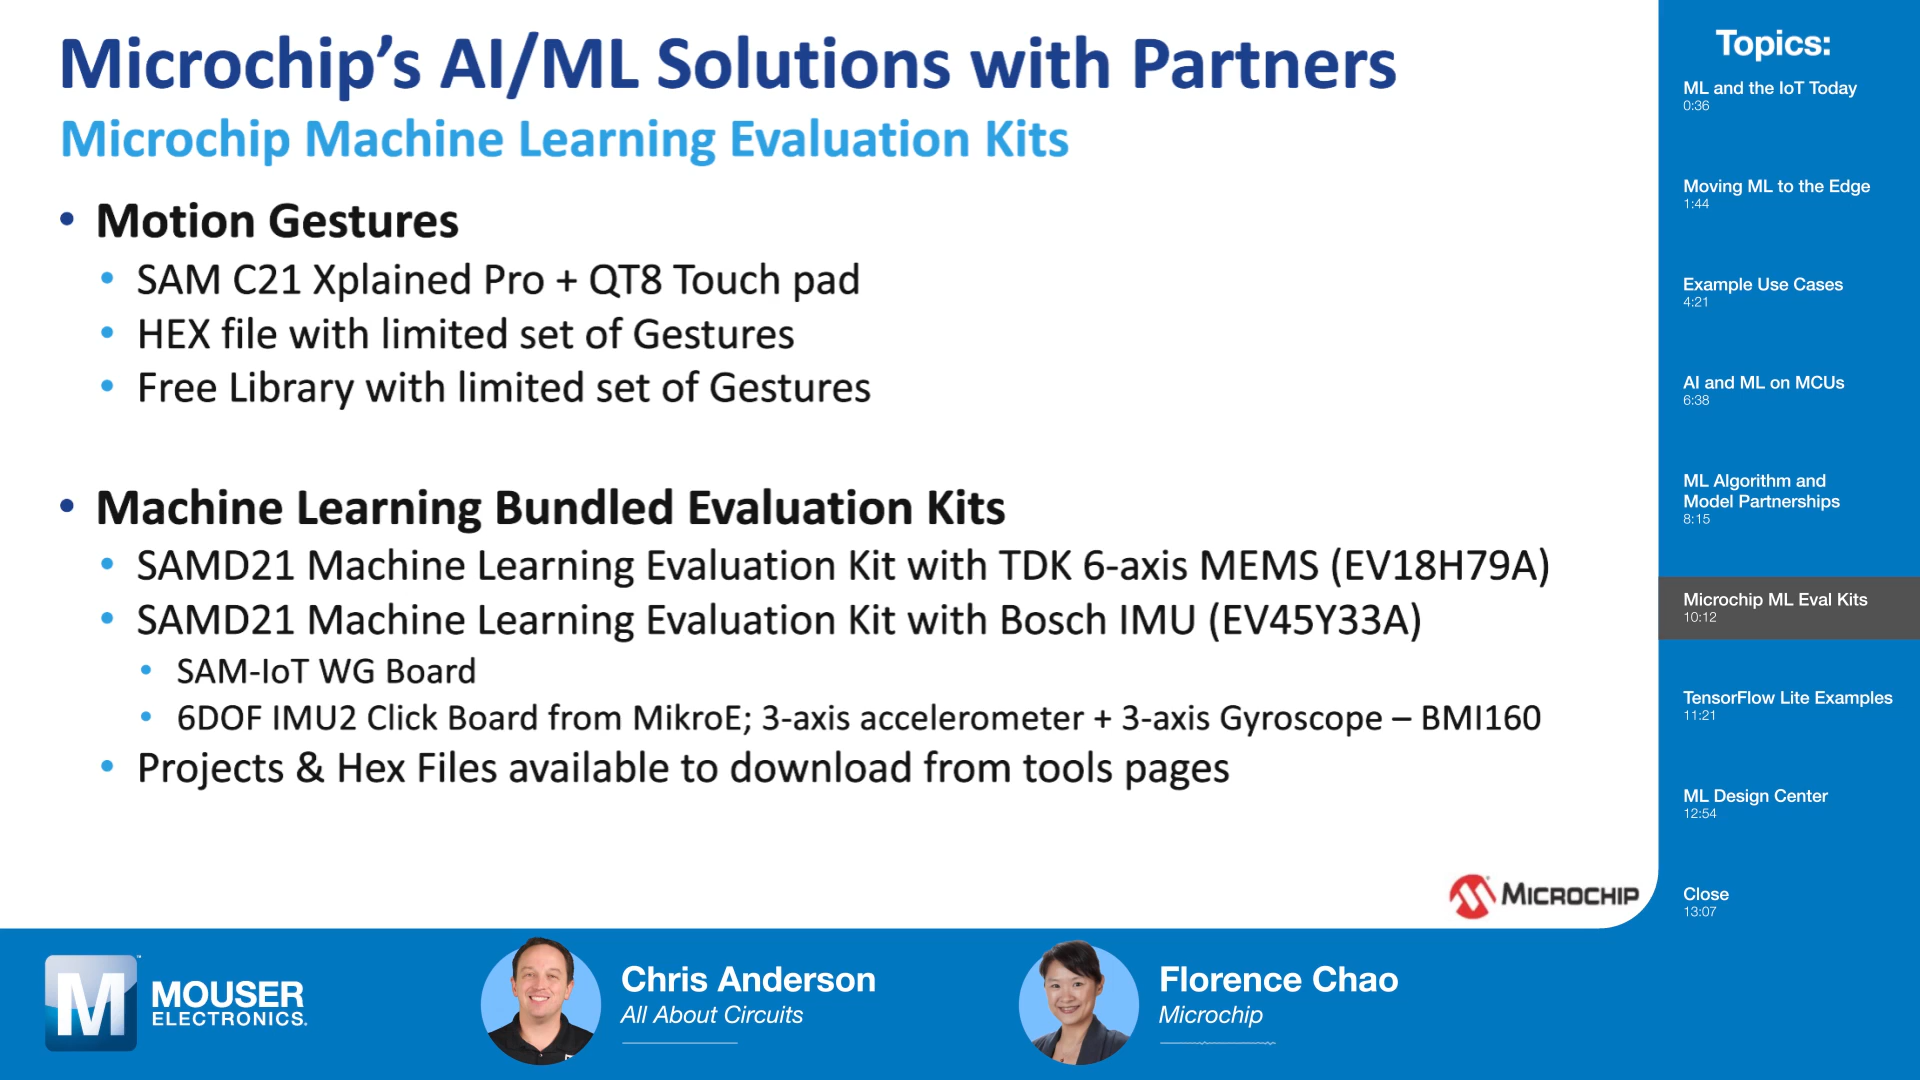 Microchip's AI/ML Solutions with Partners
Microchip Machine Learning Evaluation Kits
• Motion Gestures
• SAM C21 Xplained Pro + QT8 Touch pad
• HEX file with limited set of Gestures
• Free Library with limited set of Gestures
• Machine Learning Bundled Evaluation Kits
• SAMD21 Machine Learning Evaluation Kit with TDK 6-axis MEMS (EV18H79A)
• SAMD21 Machine Learning Evaluation Kit with Bosch IMU (EV45Y33A)
• SAM-IoT WG Board
• 6DOF IMU2 Click Board from MikroE; 3-axis accelerometer + 3-axis Gyroscope – BMI160
• Projects & Hex Files available to download from tools pages
MICROCHIP
Topics:
ML and the IoT Today
0:36
Moving ML to the Edge
1:44
Example Use Cases
4:21
AI and ML on MCUs
6:38
ML Algorithm and
Model Partnerships
8:15
Microchip ML Eval Kits
10:12
TensorFlow Lite Examples
11:21
ML Design Center
12:54
Close
13:07
M
MOUSER
ELECTRONICS.
Chris Anderson
All About Circuits
Florence Chao
Microchip